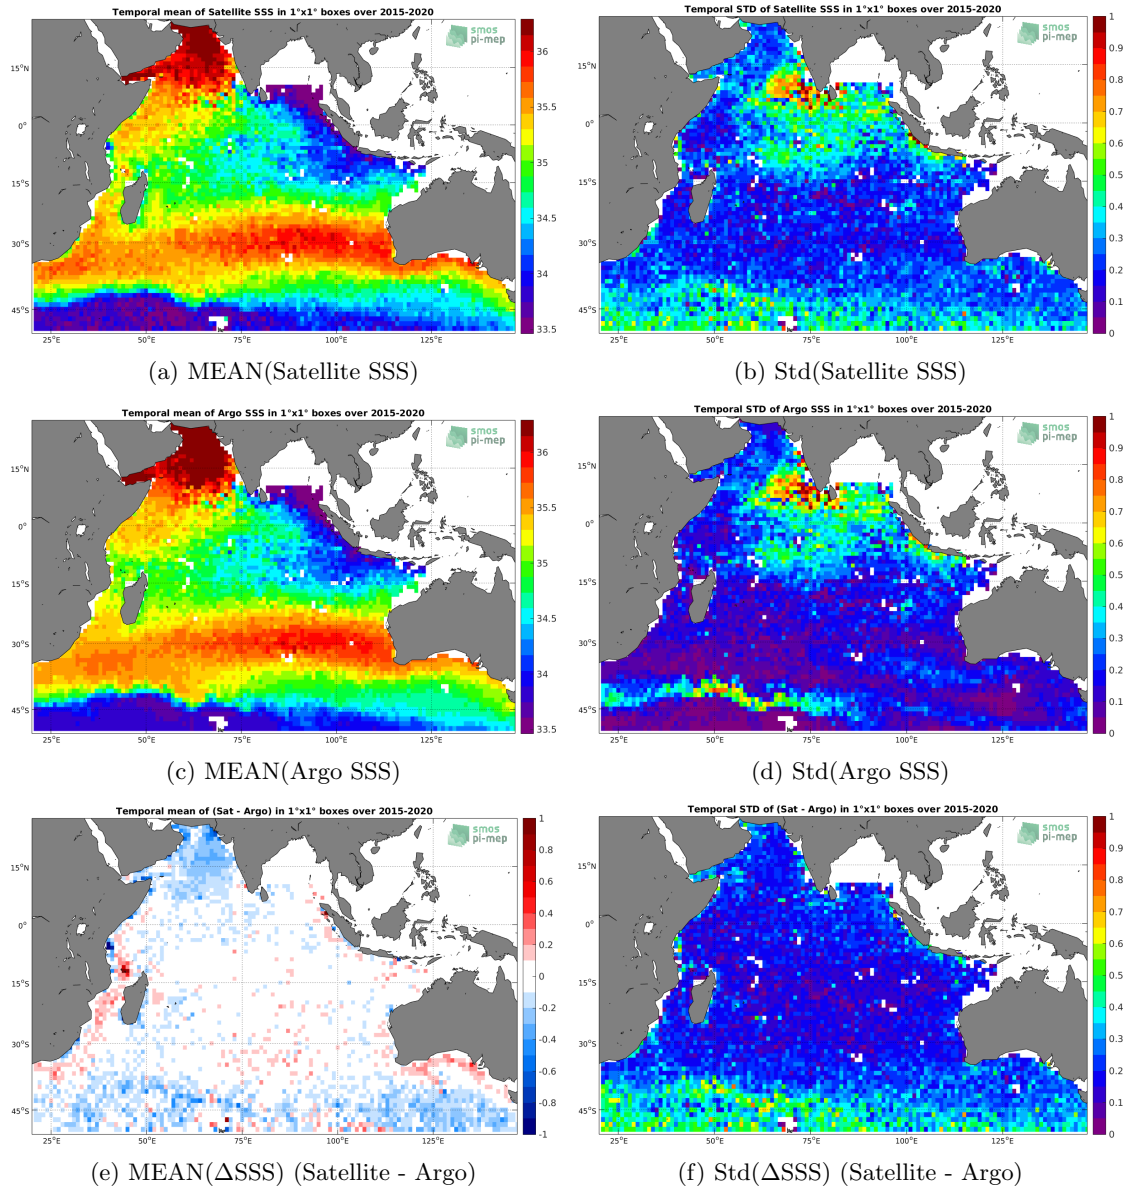 Temporal mean of Satellite SSS in 1°x1° boxes over 2015-2020
smos
pi-mep
15°N
0°
15°S
30°S
45°S
25°E
50°E
75°E
100°E
125°E
36
35.5
35
34.5
34
33.5
(a) MEAN(Satellite SSS)
Temporal STD of Satellite SSS in 1°x1° boxes over 2015-2020
smos
pi-mep
15°N
0°
15°S
30°S
45°S
25°E
50°E
75°E
100°E
125°E
1
0.9
0.8
0.7
0.6
0.5
0.4
0.3
0.2
0.1
0
(b) Std(Satellite SSS)
Temporal mean of Argo SSS in 1°x1° boxes over 2015-2020
smos
pi-mep
15°N
0°
15°S
30°S
45°S
25°E
50°E
75°E
100°E
125°E
36
35.5
35
34.5
34
33.5
(c) MEAN(Argo SSS)
Temporal STD of Argo SSS in 1°x1° boxes over 2015-2020
smos
pi-mep
15°N
0°
15°S
30°S
45°S
25°E
50°E
75°E
100°E
125°E
1
0.9
0.8
0.7
0.6
0.5
0.4
0.3
0.2
0.1
0
(d) Std(Argo SSS)
Temporal mean of (Sat - Argo) in 1°x1° boxes over 2015-2020
smos
pi-mep
15°N
0°
15°S
30°S
45°S
25°E
50°E
75°E
100°E
125°E
1
0.8
0.6
0.4
0.2
0.1
0
-0.1
-0.2
-0.4
-0.6
-0.8
-1
(e) MEAN(ΔSSS) (Satellite - Argo)
Temporal STD of (Sat - Argo) in 1°x1° boxes over 2015-2020
smos
pi-mep
15°N
0°
15°S
30°S
45°S
25°E
50°E
75°E
100°E
125°E
1
0.9
0.8
0.7
0.6
0.5
0.4
0.3
0.2
0.1
0
(f) Std(ΔSSS) (Satellite - Argo)